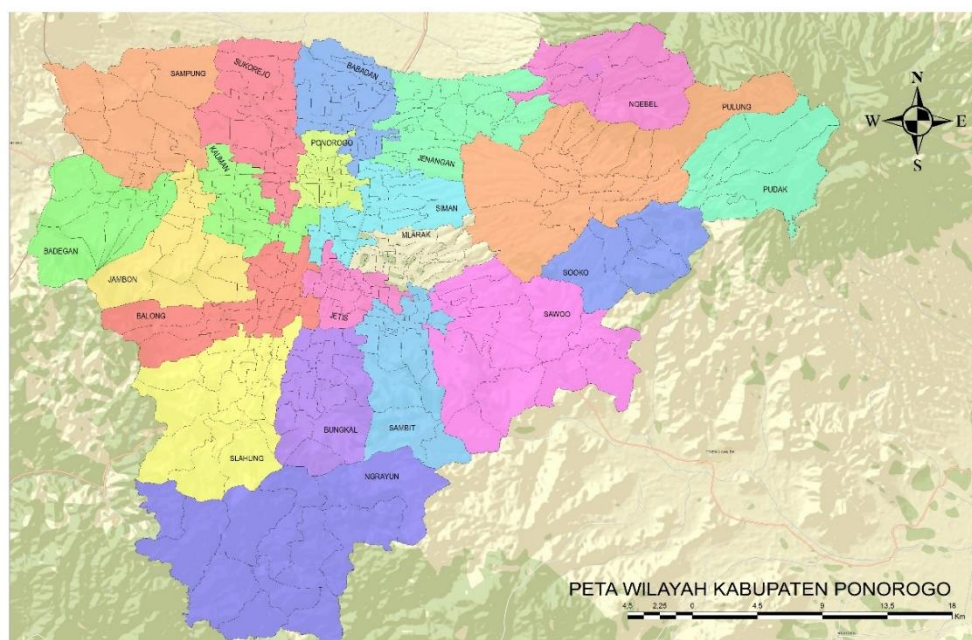 SAMPUNG
SUKOREJO
BABADAN
NGEBEL
PULUNG
N
W E
S
KAUMAN
PONOROGO
JENANGAN
PUDAK
SIMAN
MLARAK
BADEGAN
JAMBON
SOOKO
BALONG
JETIS
SAWOO
SLAHUNG
BUNGKAL
SAMBIT
NGRAYUN
PETA WILAYAH KABUPATEN PONOROGO
4,5 2,25 0 4,5 9 13,5 18
Km